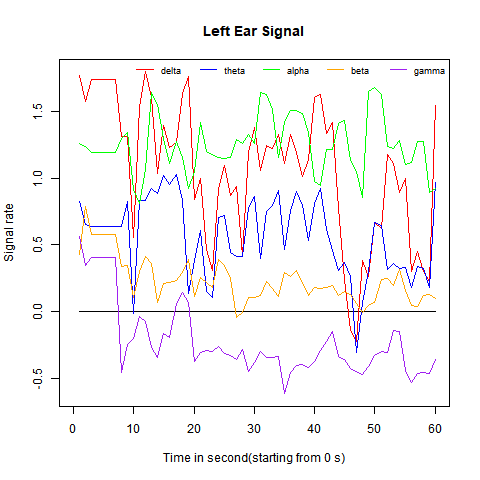 Left Ear Signal
delta theta alpha beta gamma
Signal rate
1.5
1.0
0.5
0.0
-0.5
0 10 20 30 40 50 60
Time in second(starting from 0 s)